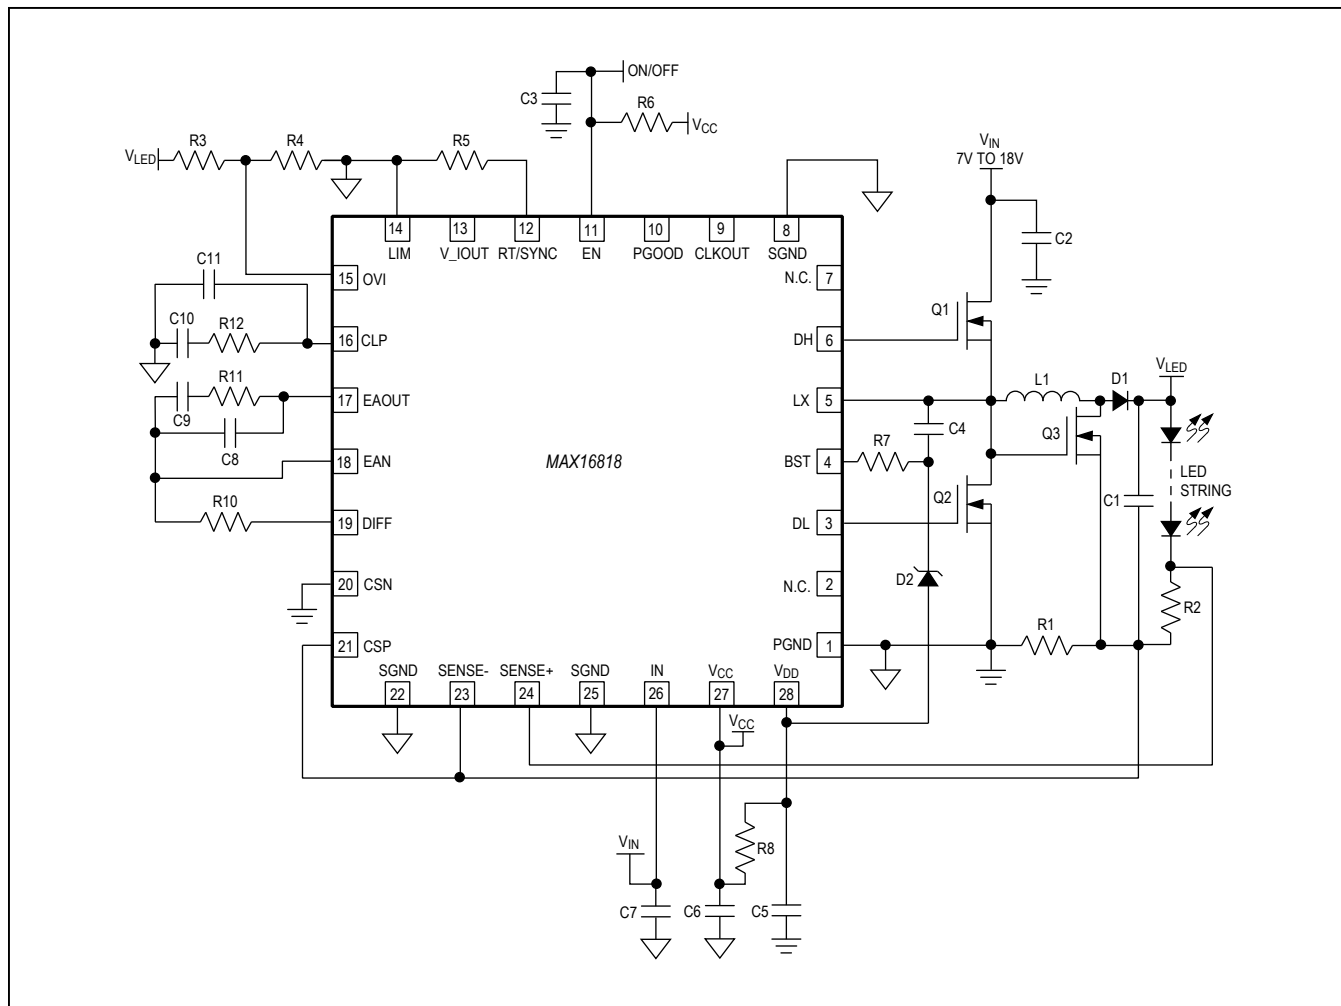 ON/OFF
C3
R6
VCC
VLED
R3
R4
R5
VIN
7V TO 18V
C2
14
13
12
11
10
9
8
LIM
V_IOUT
RT/SYNC
EN
PGOOD
CLKOUT
SGND
C11
15
OVI
N.C.
7
C10
R12
16
CLP
DH
6
Q1
R11
C9
17
EAOUT
LX
5
L1
D1
VLED
C8
C4
Q3
18
EAN
MAX16818
BST
4
R7
LED
STRING
R10
19
DIFF
DL
3
Q2
C1
20
CSN
N.C.
2
D2
R2
21
CSP
PGND
1
R1
SGND
SENSE-
SENSE+
SGND
IN
VCC
VDD
22
23
24
25
26
27
28
VCC
VIN
R8
C7
C6
C5